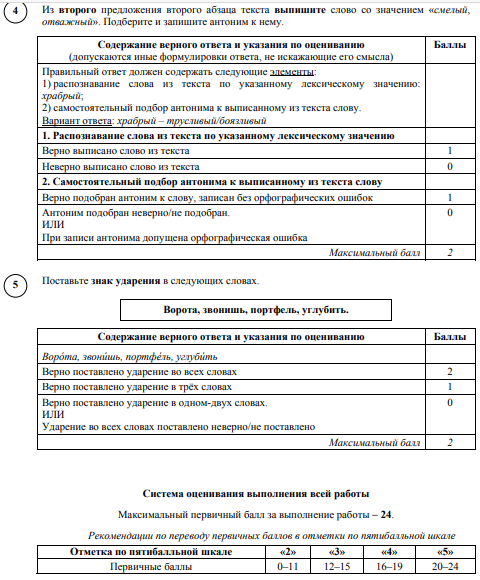 4
Из второго предложения второго абзаца текста выпишите слово со значением «смелый,
отважный». Подберите и запишите антоним к нему.
Содержание верного ответа и указания по оцениванию
(допускаются иные формулировки ответа, не искажающие его смысла)
Баллы
Правильный ответ должен содержать следующие элементы:
1) распознавание слова из текста по указанному лексическому значению:
храбрый;
2) самостоятельный подбор антонима к выписанному из текста слову.
Вариант ответа: храбрый – трусливый/боязливый
1. Распознавание слова из текста по указанному лексическому значению
Верно выписано слово из текста 1
Неверно выписано слово из текста 0
2. Самостоятельный подбор антонима к выписанному из текста слову
Верно подобран антоним к слову, записан без орфографических ошибок 1
Антоним подобран неверно/не подобран. 0
ИЛИ
При записи антонима допущена орфографическая ошибка
Максимальный балл 2
5
Поставьте знак ударения в следующих словах.
Ворота, звонишь, портфель, углубить.
Содержание верного ответа и указания по оцениванию Баллы
Воро́та, звони́шь, портфе́ль, углуби́ть
Верно поставлено ударение во всех словах 2
Верно поставлено ударение в трёх словах 1
Верно поставлено ударение в одном-двух словах. 0
ИЛИ
Ударение во всех словах поставлено неверно/не поставлено
Максимальный балл 2
Система оценивания выполнения всей работы
Максимальный первичный балл за выполнение работы – 24.
Рекомендации по переводу первичных баллов в отметки по пятибалльной шкале
Отметка по пятибалльной шкале «2» «3» «4» «5»
Первичные баллы 0–11 12–15 16–19 20–24